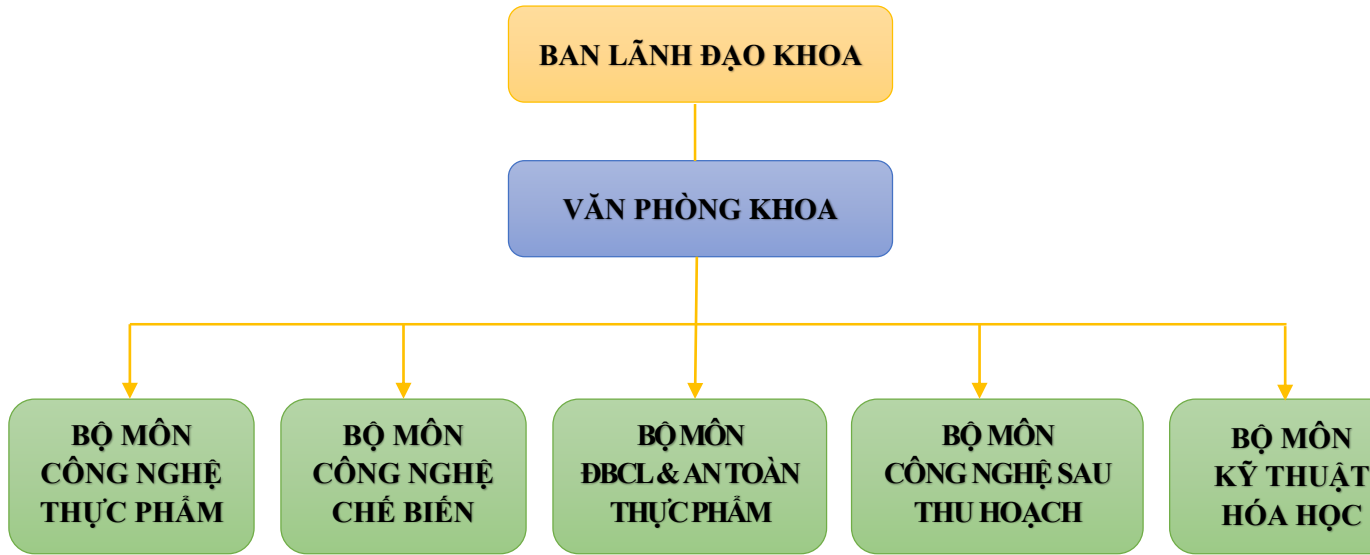 BAN LÃNH ĐẠO KHOA
VĂN PHÒNG KHOA
BỘ MÔN
CÔNG NGHỆ
THỰC PHẨM
BỘ MÔN
CÔNG NGHỆ
CHẾ BIẾN
BỘ MÔN
ĐBCL & AN TOÀN
THỰC PHẨM
BỘ MÔN
CÔNG NGHỆ SAU
THU HOẠCH
BỘ MÔN
KỸ THUẬT
HÓA HỌC